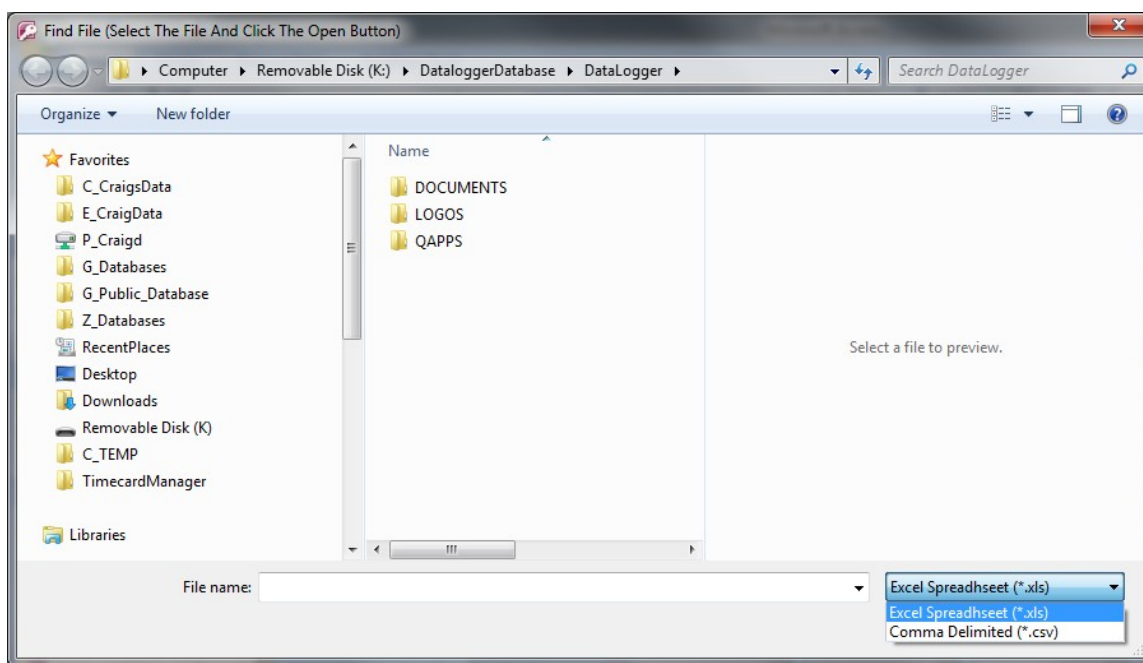 Find File (Select The File And Click The Open Button)
Computer Removable Disk (K:) DataloggerDatabase DataLogger
Search DataLogger
Organize New folder
Favorites
C_CraigsData
E_CraigData
P_Craigd
G_Databases
G_Public_Database
Z_Databases
RecentPlaces
Desktop
Downloads
Removable Disk (K)
C_TEMP
TimecardManager
Libraries
Name
DOCUMENTS
LOGOS
QAPPS
Select a file to preview.
File name:
Excel Spreadhseet (*.xls)
Excel Spreadhseet (*.xls)
Comma Delimited (*.csv)